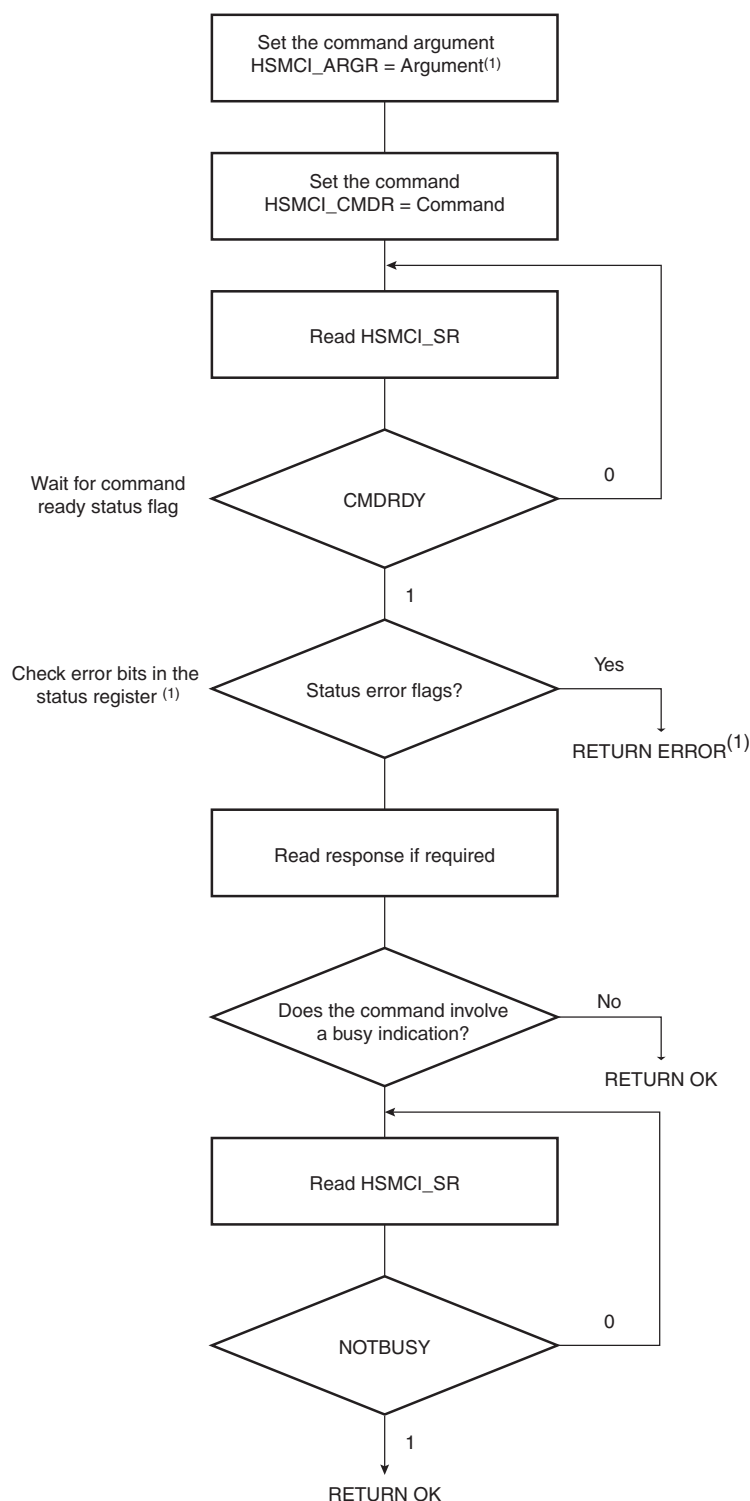 Set the command argument
HSMCI_ARGR = Argument(1)
Set the command
HSMCI_CMDR = Command
Read HSMCI_SR
Wait for command
ready status flag
CMDRDY
0
1
Check error bits in the
status register (1)
Status error flags?
Yes
RETURN ERROR(1)
Read response if required
Does the command involve
a busy indication?
No
RETURN OK
Read HSMCI_SR
NOTBUSY
0
1
RETURN OK